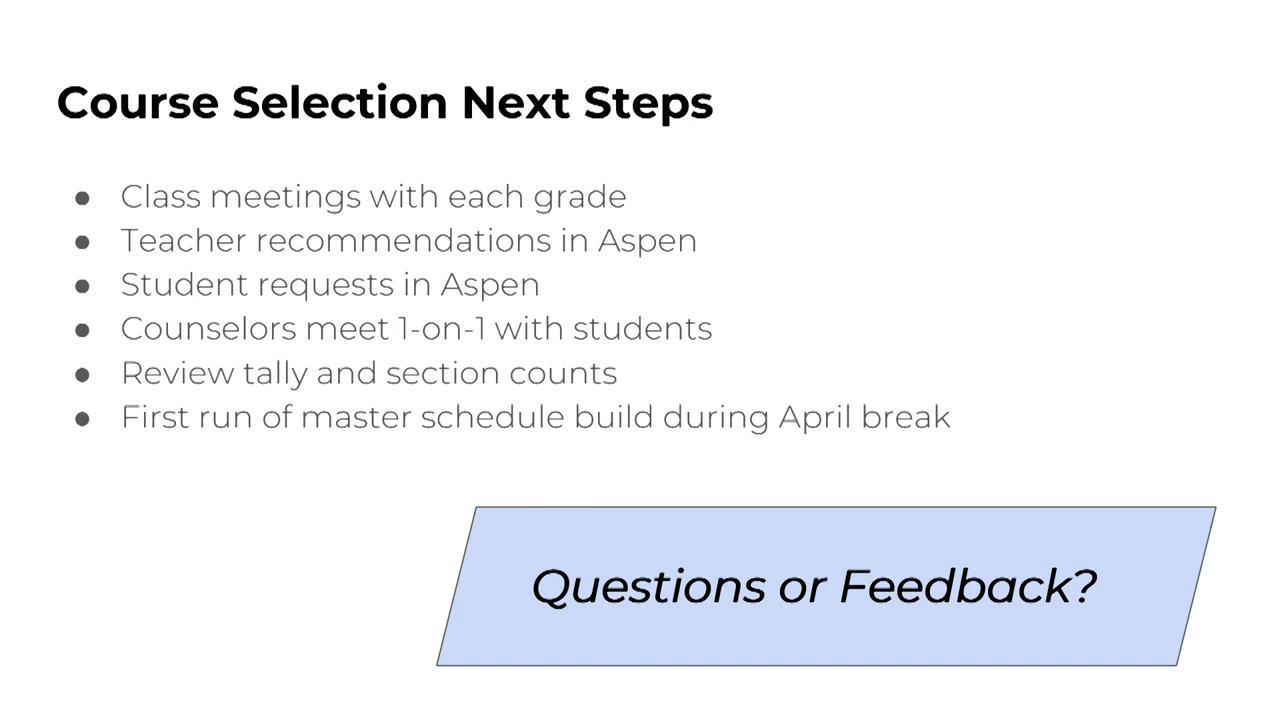 Course Selection Next Steps
● Class meetings with each grade
● Teacher recommendations in Aspen
● Student requests in Aspen
● Counselors meet 1-on-1 with students
● Review tally and section counts
● First run of master schedule build during April break
Questions or Feedback?